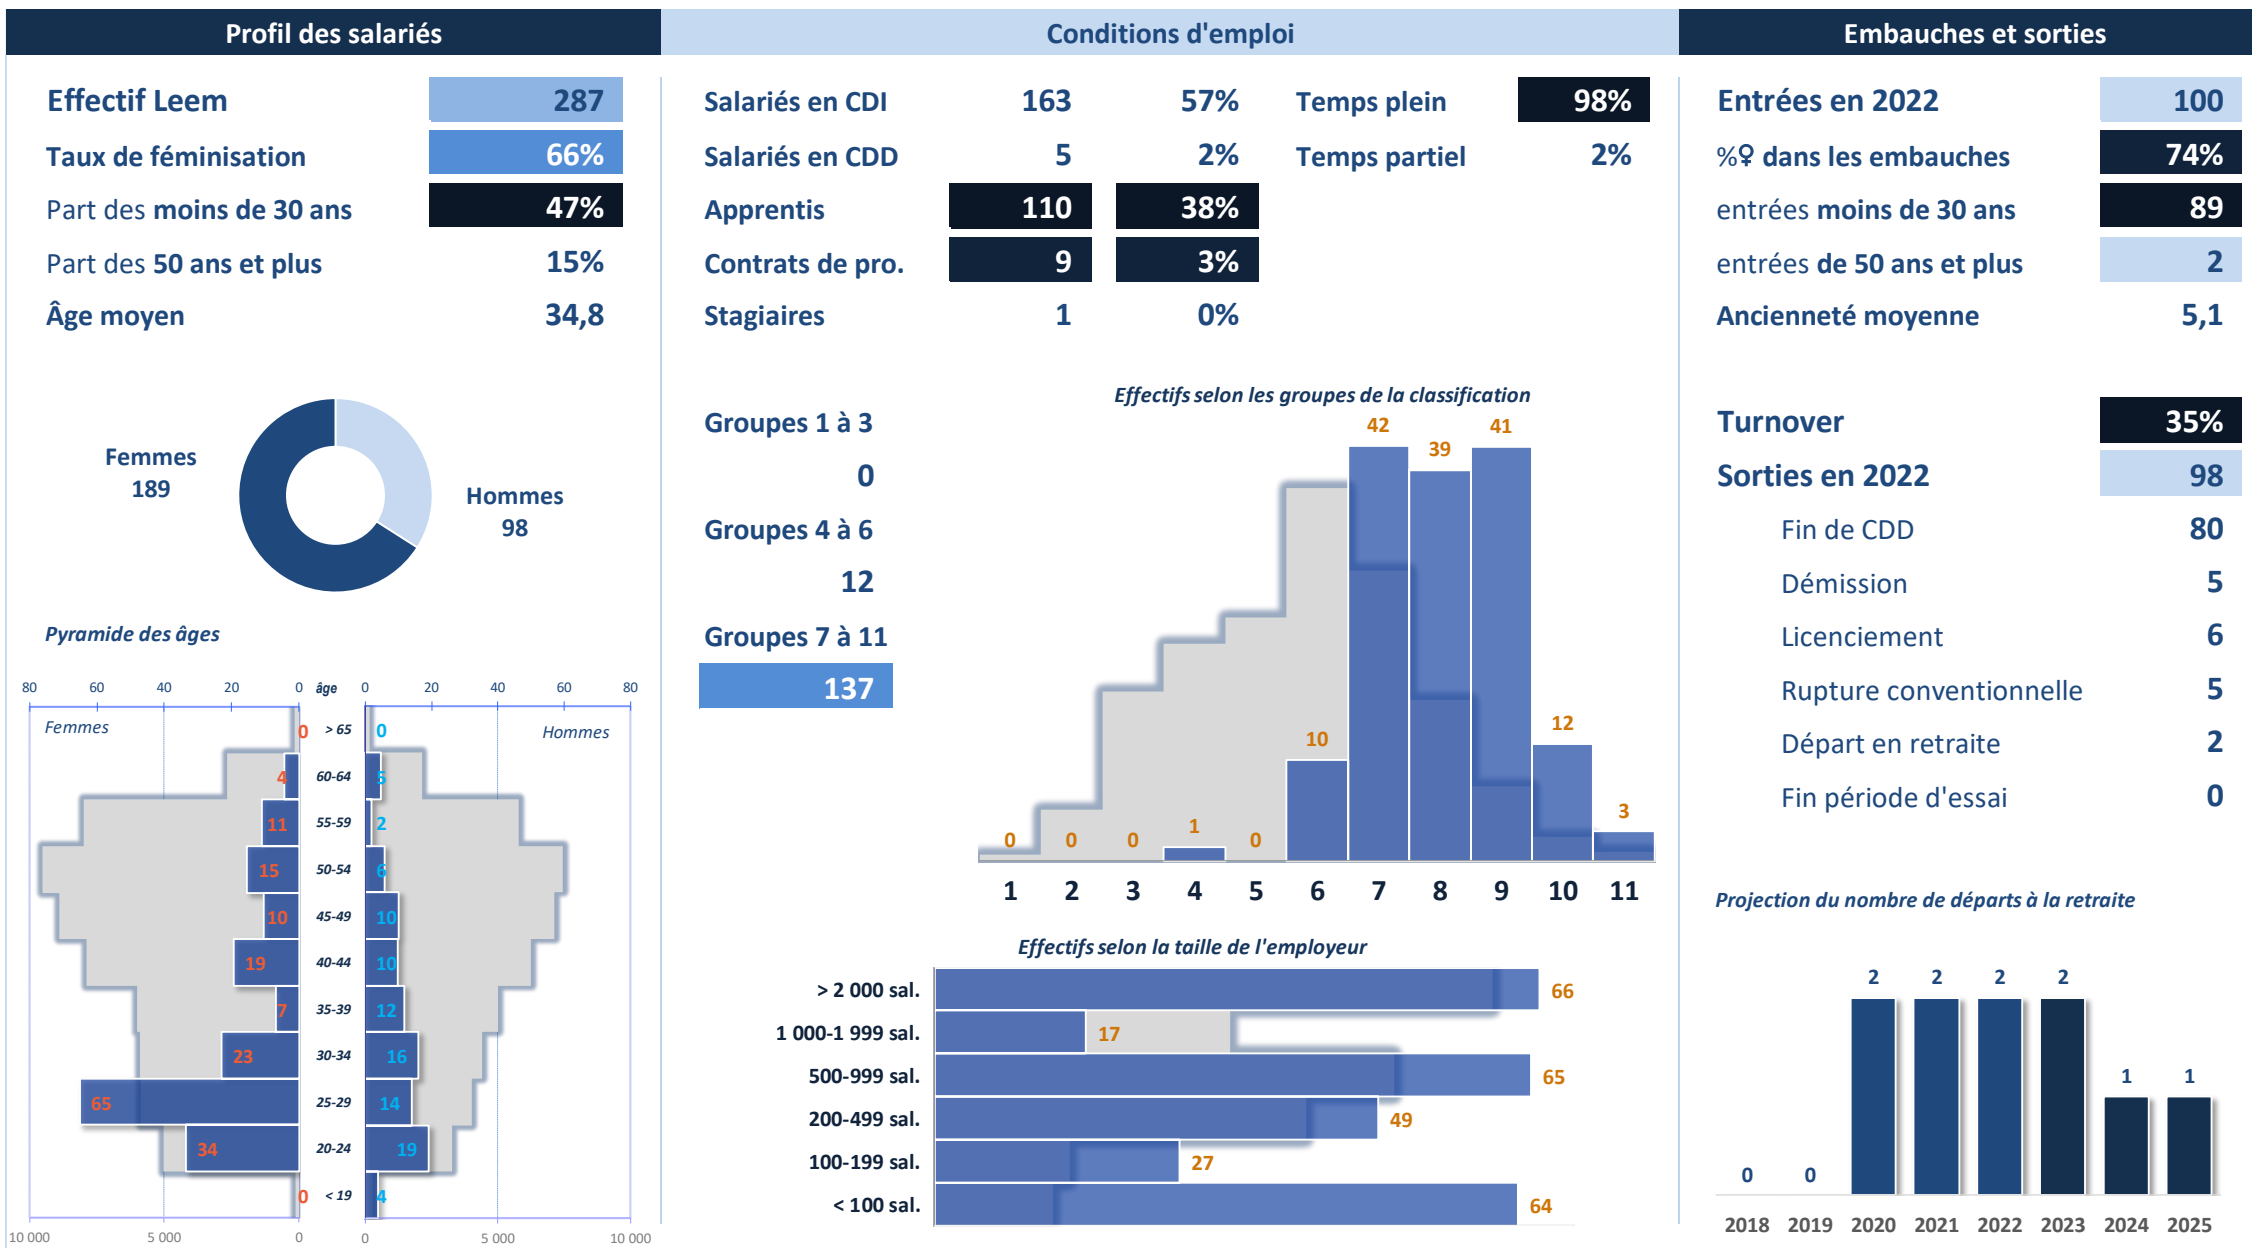 Profil des salariés
Effectif Leem 287
Taux de féminisation 66%
Part des moins de 30 ans 47%
Part des 50 ans et plus 15%
Âge moyen 34,8
Femmes
189
Hommes
98
Pyramide des âges
80 60 40 20 0 âge 0 20 40 60 80
Femmes Hommes
0 > 65 0
4 60-64 5
11 55-59 2
15 50-54 6
10 45-49 10
19 40-44 10
7 35-39 12
23 30-34 16
65 25-29 14
34 20-24 19
0 < 19 4
10 000 5 000 0 0 5 000 10 000
Conditions d'emploi
Salariés en CDI 163 57% Temps plein 98%
Salariés en CDD 5 2% Temps partiel 2%
Apprentis 110 38%
Contrats de pro. 9 3%
Stagiaires 1 0%
Groupes 1 à 3
0
Groupes 4 à 6
12
Groupes 7 à 11
137
Effectifs selon les groupes de la classification
0 0 0 1 0 10 42 39 41 12 3
1 2 3 4 5 6 7 8 9 10 11
Effectifs selon la taille de l'employeur
> 2 000 sal. 66
1 000-1 999 sal. 17
500-999 sal. 65
200-499 sal. 49
100-199 sal. 27
< 100 sal. 64
Embauches et sorties
Entrées en 2022 100
%♀ dans les embauches 74%
entrées moins de 30 ans 89
entrées de 50 ans et plus 2
Ancienneté moyenne 5,1
Turnover 35%
Sorties en 2022 98
Fin de CDD 80
Démission 5
Licenciement 6
Rupture conventionnelle 5
Départ en retraite 2
Fin période d'essai 0
Projection du nombre de départs à la retraite
0 0 2 2 2 2 1 1
2018 2019 2020 2021 2022 2023 2024 2025